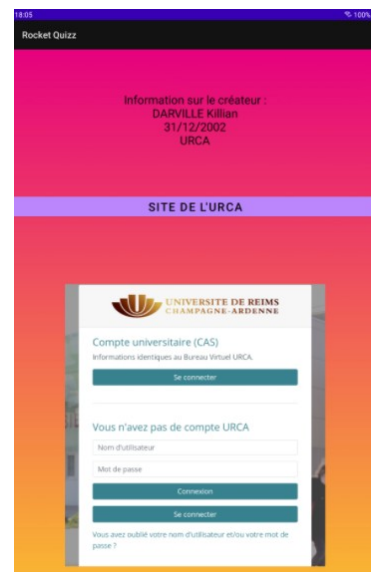 18:05
100%
Rocket Quizz
Information sur le créateur :
DARVILLE Killian
31/12/2002
URCA
SITE DE L'URCA
UNIVERSITE DE REIMS
CHAMPAGNE-ARDENNE
Compte universitaire (CAS)
Informations identiques au Bureau Virtuel URCA.
Se connecter
Vous n'avez pas de compte URCA
Nom d'utilisateur
Mot de passe
Connexion
Se connecter
Vous avez oublié votre nom d'utilisateur et/ou votre mot de
passe ?